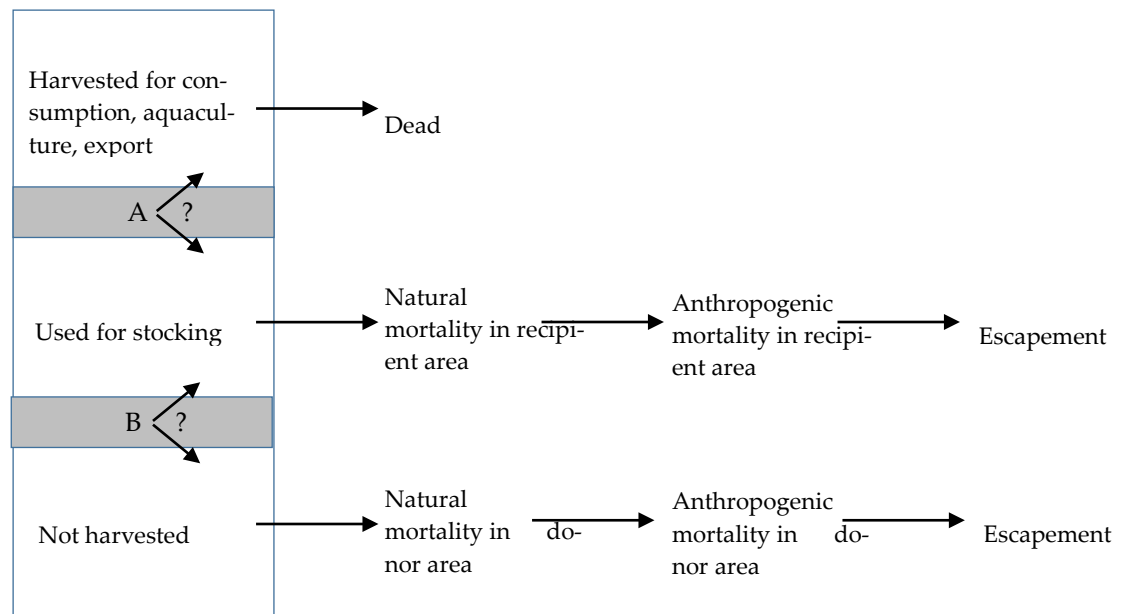 Harvested for con-
sumption, aquacul-
ture, export
Dead
A ?
Used for stocking
Natural
mortality in recipi-
ent area
Anthropogenic
mortality in recipi-
ent area
Escapement
B ?
Not harvested
Natural
mortality in do-
nor area
Anthropogenic
mortality in do-
nor area
Escapement